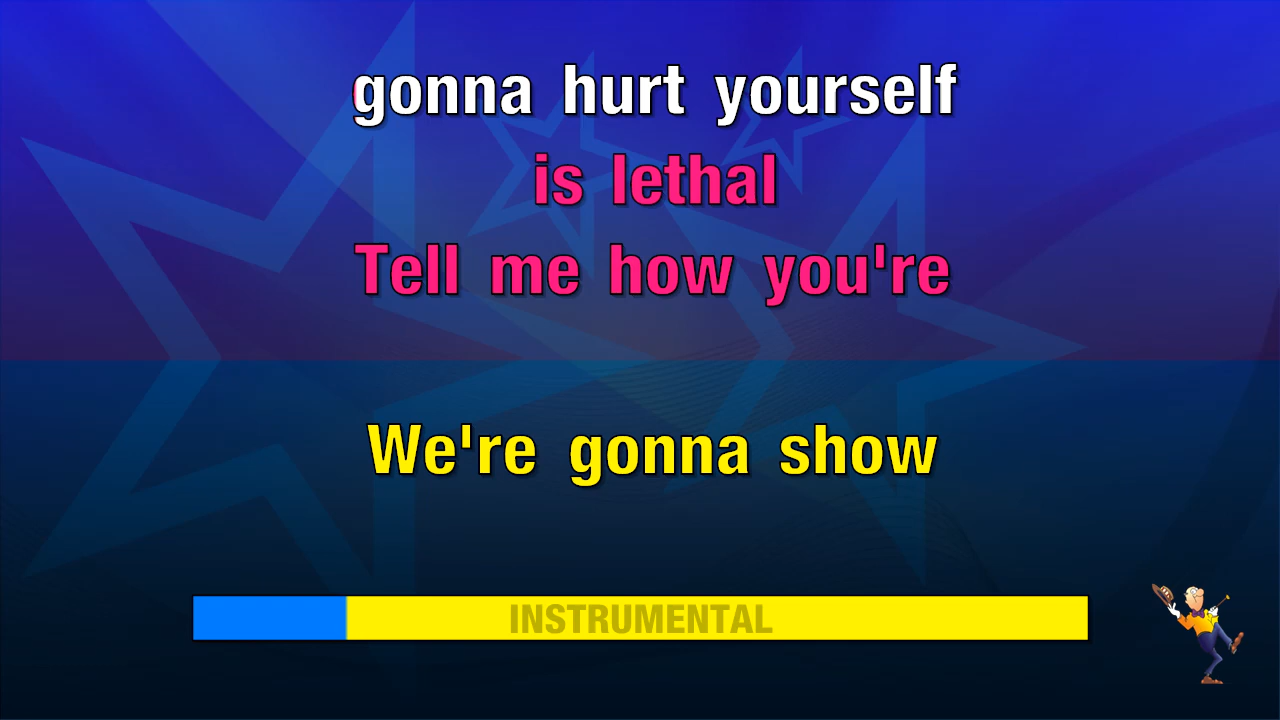 gonna hurt yourself
is lethal
Tell me how you're
We're gonna show
INSTRUMENTAL